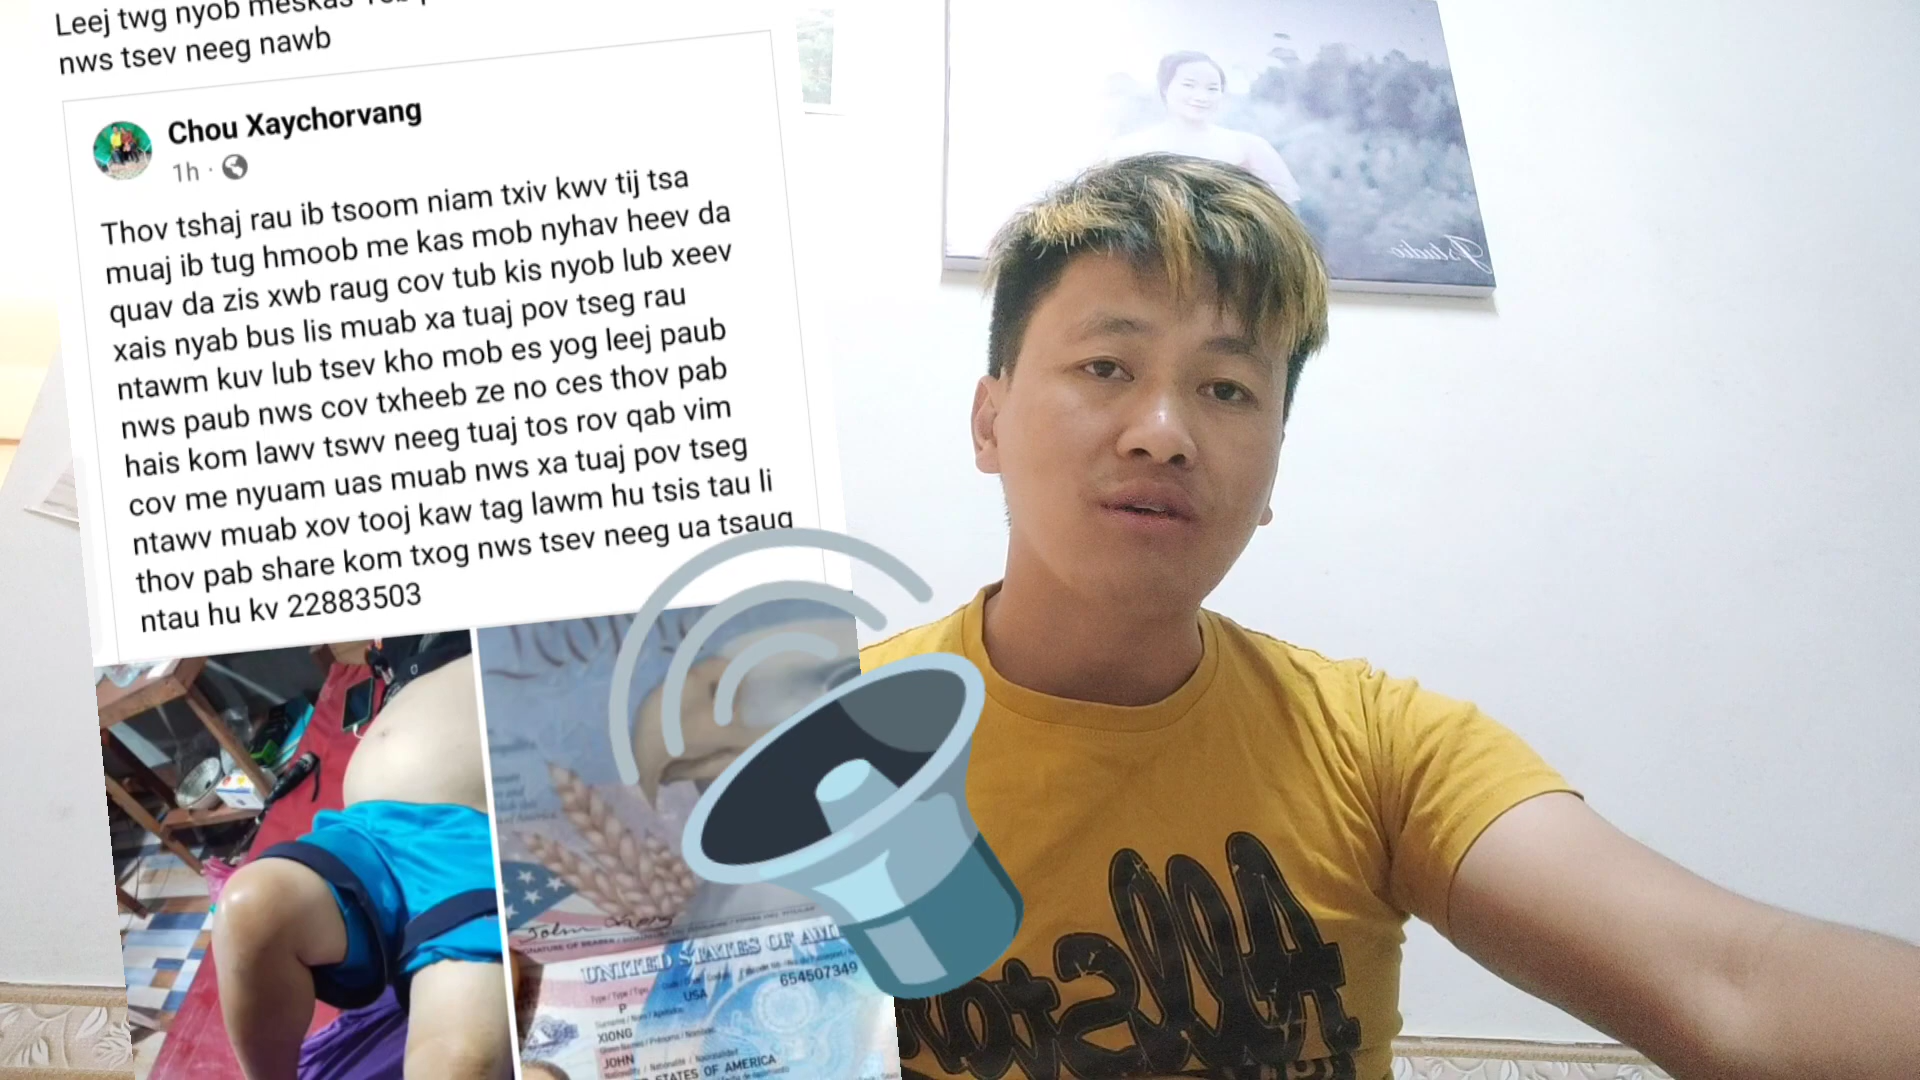 Leej twg nyob meskas
nws tsev neeg nawb
Chou Xaychorvang
1h ·
Thov tshaj rau ib tsoom niam txiv kwv tij tsa
muaj ib tug hmoob me kas mob nyhav heev da
quav da zis xwb raug cov tub kis nyob lub xeev
xais nyab bus lis muab xa tuaj pov tseg rau
ntawm kuv lub tsev kho mob es yog leej paub
nws paub nws cov txheeb ze no ces thov pab
hais kom lawv tswv neeg tuaj tos rov qab vim
cov me nyuam uas muab nws xa tuaj pov tseg
ntawv muab xov tooj kaw tag lawm hu tsis tau li
thov pab share kom txog nws tsev neeg ua tsaug
ntau hu kv 22883503
Jstudio
AllStar
UNITED STATES OF AM
USA
654507349
P
XIONG
JOHN
STATES OF AMERICA